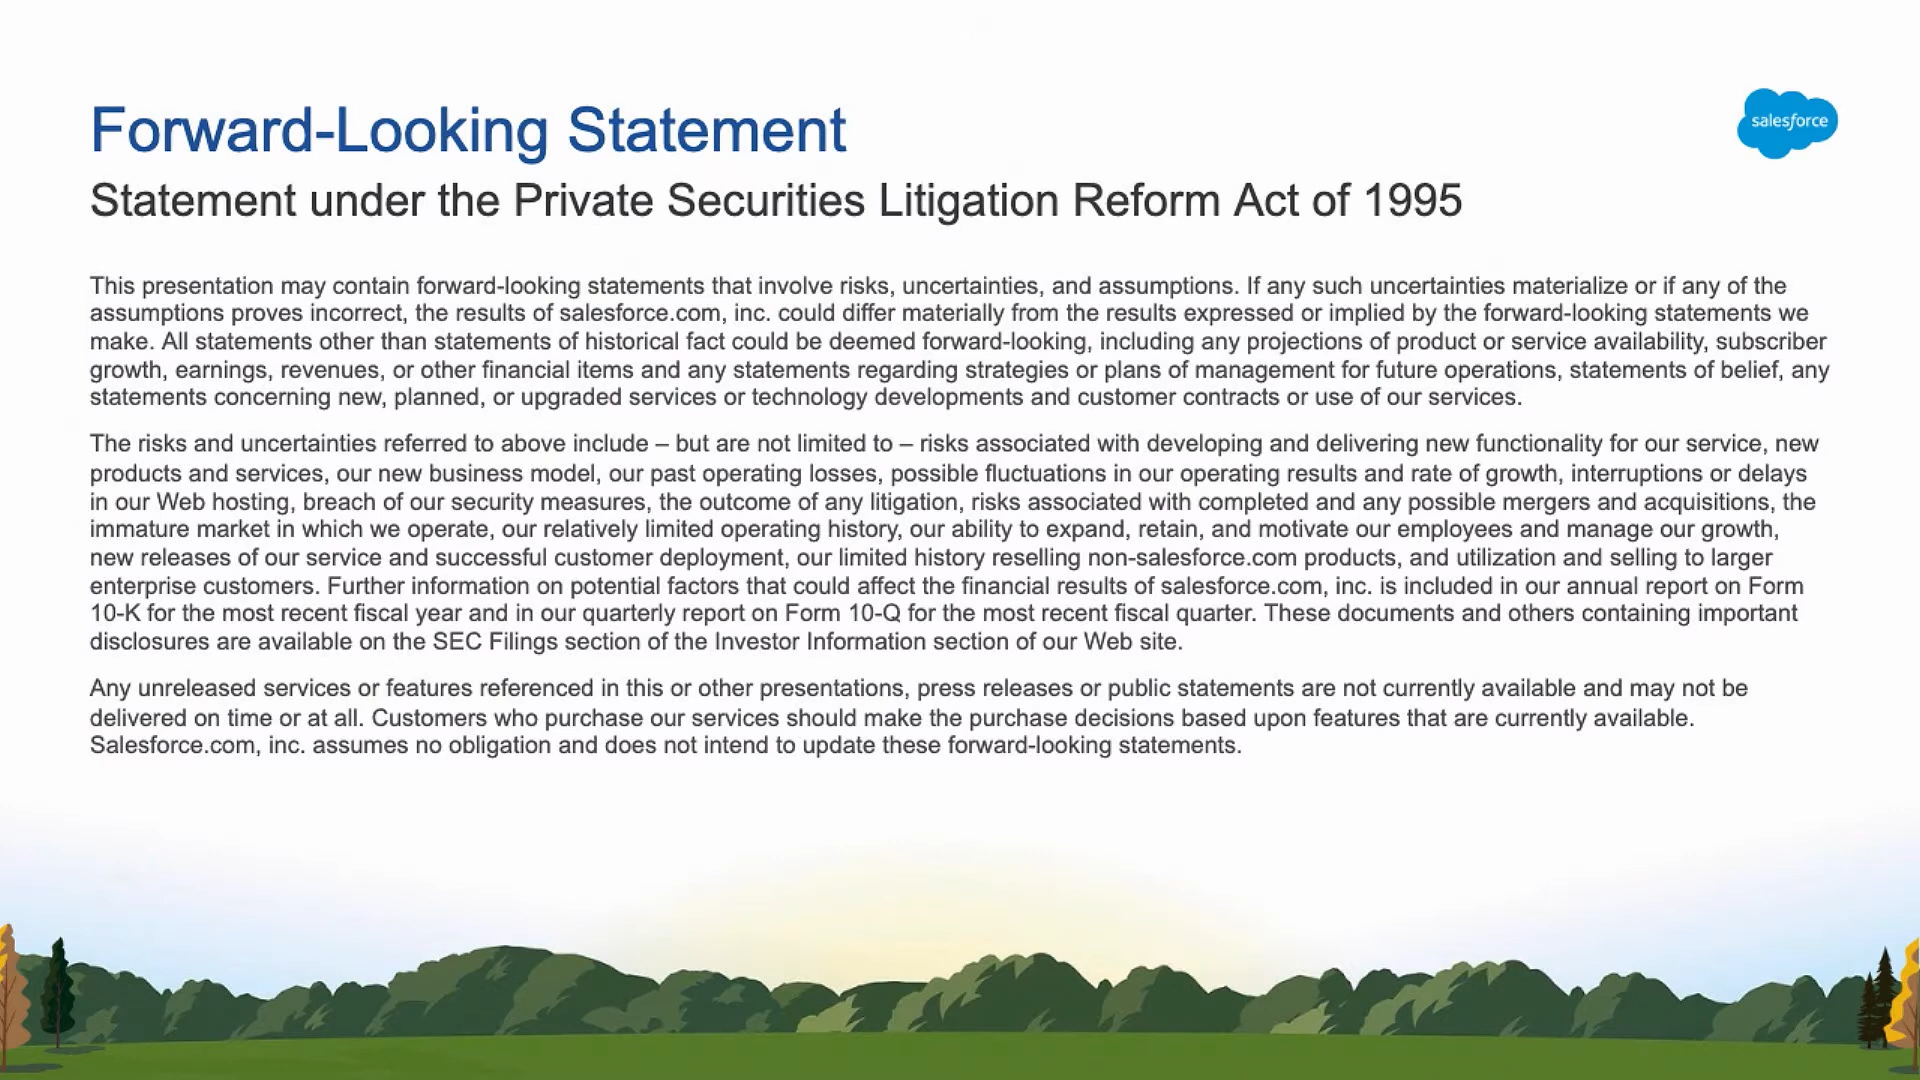 Forward-Looking Statement
salesforce
Statement under the Private Securities Litigation Reform Act of 1995
This presentation may contain forward-looking statements that involve risks, uncertainties, and assumptions. If any such uncertainties materialize or if any of the
assumptions proves incorrect, the results of salesforce.com, inc. could differ materially from the results expressed or implied by the forward-looking statements we
make. All statements other than statements of historical fact could be deemed forward-looking, including any projections of product or service availability, subscriber
growth, earnings, revenues, or other financial items and any statements regarding strategies or plans of management for future operations, statements of belief, any
statements concerning new, planned, or upgraded services or technology developments and customer contracts or use of our services.
The risks and uncertainties referred to above include – but are not limited to – risks associated with developing and delivering new functionality for our service, new
products and services, our new business model, our past operating losses, possible fluctuations in our operating results and rate of growth, interruptions or delays
in our Web hosting, breach of our security measures, the outcome of any litigation, risks associated with completed and any possible mergers and acquisitions, the
immature market in which we operate, our relatively limited operating history, our ability to expand, retain, and motivate our employees and manage our growth,
new releases of our service and successful customer deployment, our limited history reselling non-salesforce.com products, and utilization and selling to larger
enterprise customers. Further information on potential factors that could affect the financial results of salesforce.com, inc. is included in our annual report on Form
10-K for the most recent fiscal year and in our quarterly report on Form 10-Q for the most recent fiscal quarter. These documents and others containing important
disclosures are available on the SEC Filings section of the Investor Information section of our Web site.
Any unreleased services or features referenced in this or other presentations, press releases or public statements are not currently available and may not be
delivered on time or at all. Customers who purchase our services should make the purchase decisions based upon features that are currently available.
Salesforce.com, inc. assumes no obligation and does not intend to update these forward-looking statements.